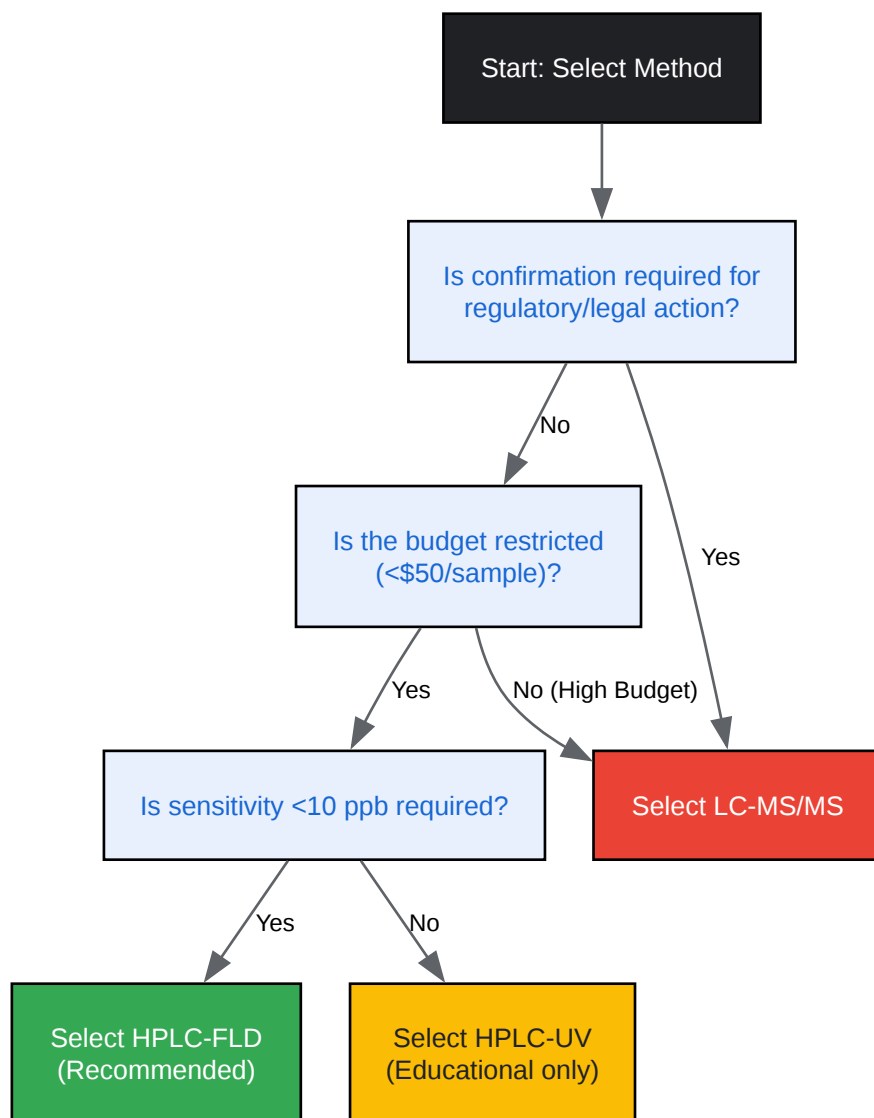 Start: Select Method
Is confirmation required for
regulatory/legal action?
No
Is the budget restricted
(<$50/sample)?
Yes
Yes
No (High Budget)
Is sensitivity <10 ppb required?
Select LC-MS/MS
Yes
No
Select HPLC-FLD
(Recommended)
Select HPLC-UV
(Educational only)